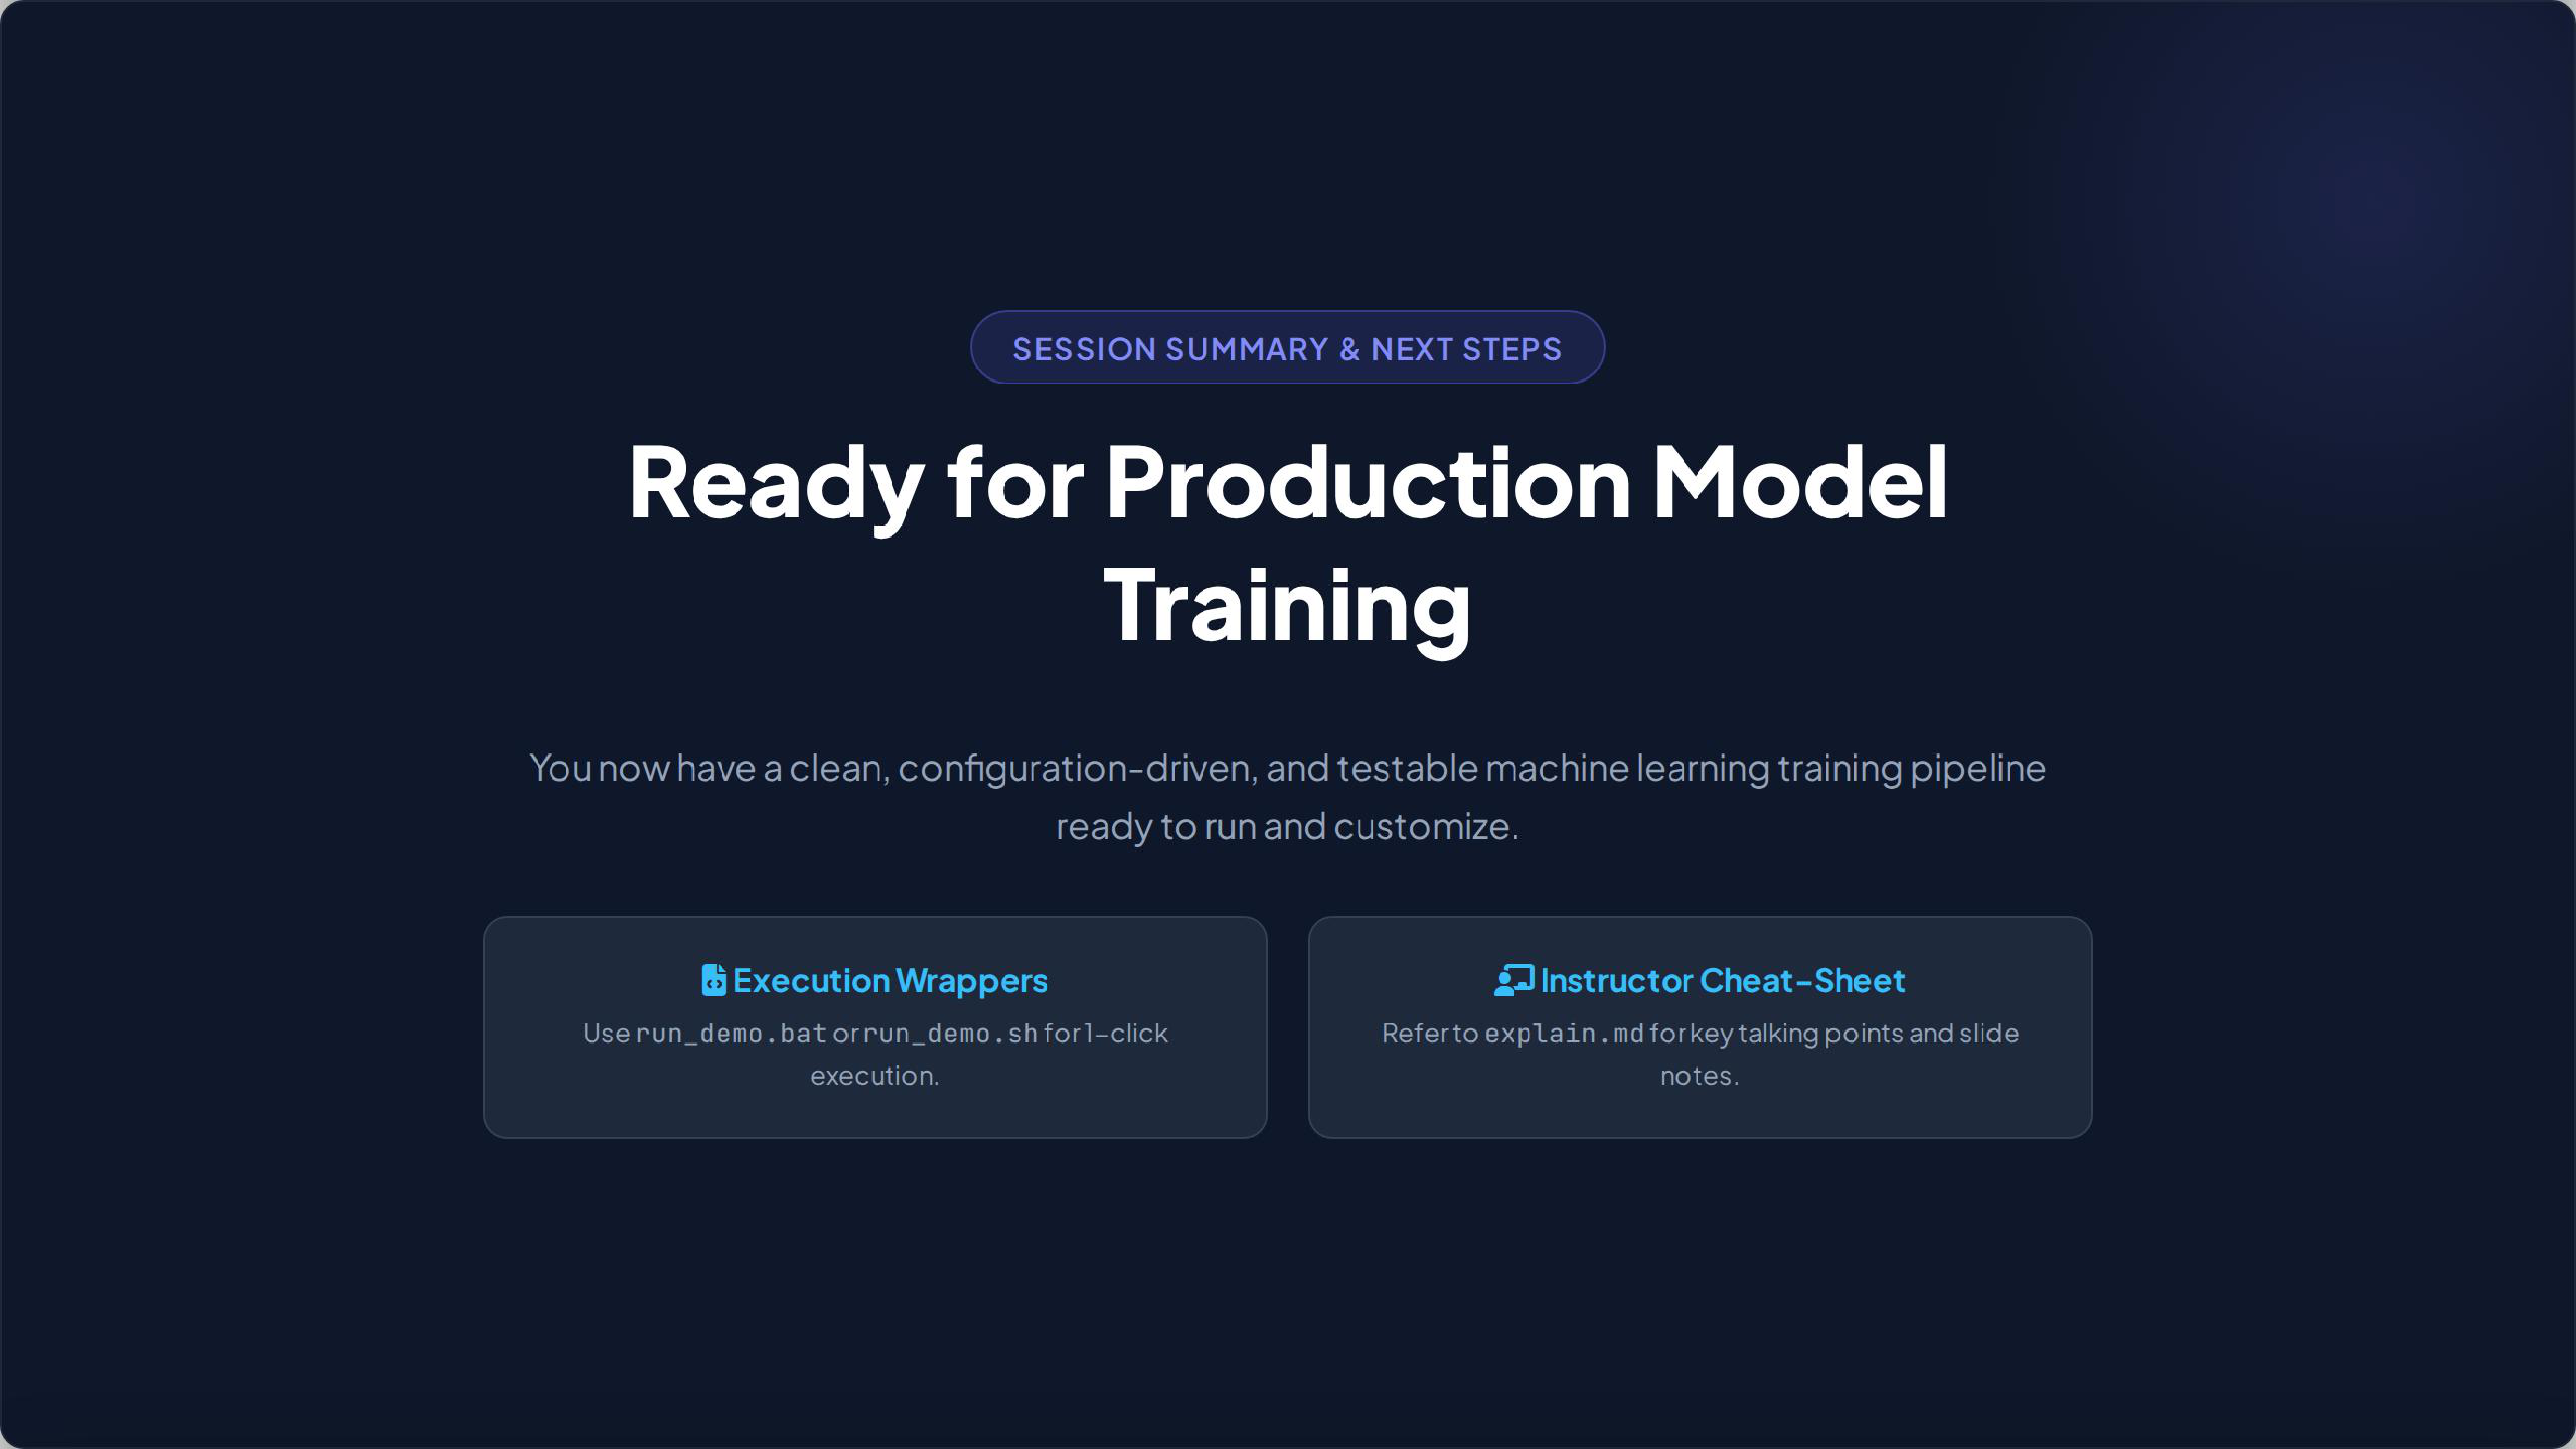 SESSION SUMMARY & NEXT STEPS
Ready for Production Model
Training
You now have a clean, configuration-driven, and testable machine learning training pipeline
ready to run and customize.
Execution Wrappers
Use run_demo.bat or run_demo.sh for 1-click
execution.
Instructor Cheat-Sheet
Refer to explain.md for key talking points and slide
notes.